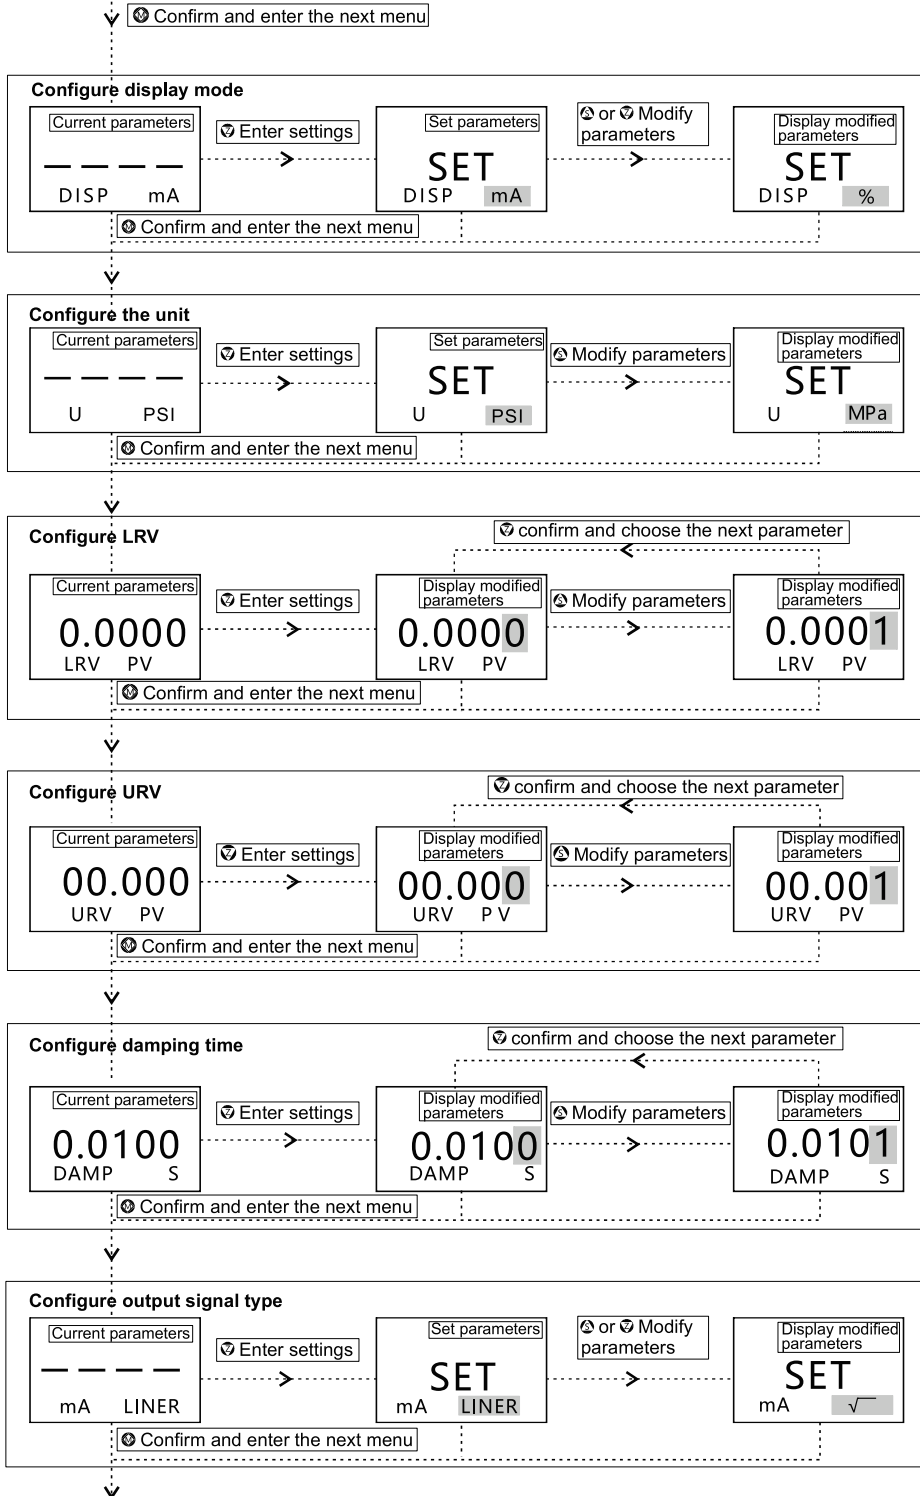 Ⓜ Confirm and enter the next menu
Configure display mode
Current parameters
— — — —
DISP mA
Ⓩ Enter settings
Set parameters
SET
DISP mA
Ⓢ or Ⓩ Modify
parameters
Display modified
parameters
SET
DISP %
Ⓜ Confirm and enter the next menu
Configure the unit
Current parameters
— — — —
U PSI
Ⓩ Enter settings
Set parameters
SET
U PSI
Ⓢ Modify parameters
Display modified
parameters
SET
U MPa
Ⓜ Confirm and enter the next menu
Configure LRV
Ⓩ confirm and choose the next parameter
Current parameters
0.0000
LRV PV
Ⓩ Enter settings
Display modified
parameters
0.0000
LRV PV
Ⓢ Modify parameters
Display modified
parameters
0.0001
LRV PV
Ⓜ Confirm and enter the next menu
Configure URV
Ⓩ confirm and choose the next parameter
Current parameters
00.000
URV PV
Ⓩ Enter settings
Display modified
parameters
00.000
URV PV
Ⓢ Modify parameters
Display modified
parameters
00.001
URV PV
Ⓜ Confirm and enter the next menu
Configure damping time
Ⓩ confirm and choose the next parameter
Current parameters
0.0100
DAMP S
Ⓩ Enter settings
Display modified
parameters
0.0100
DAMP S
Ⓢ Modify parameters
Display modified
parameters
0.0101
DAMP S
Ⓜ Confirm and enter the next menu
Configure output signal type
Current parameters
— — — —
mA LINER
Ⓩ Enter settings
Set parameters
SET
mA LINER
Ⓢ or Ⓩ Modify
parameters
Display modified
parameters
SET
mA √
Ⓜ Confirm and enter the next menu